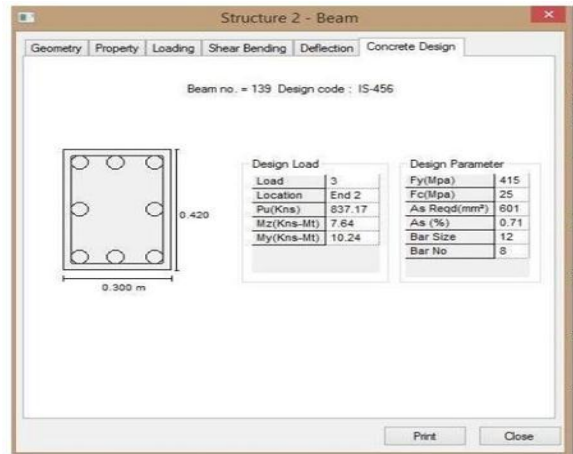 Structure 2 - Beam
Geometry Property Loading Shear Bending Deflection Concrete Design
Beam no. = 139 Design code : IS-456
0.420
0.300 m
Design Load
Load 3
Location End 2
Pu(Kns) 837.17
Mz(Kns-Mt) 7.64
My(Kns-Mt) 10.24
Design Parameter
Fy(Mpa) 415
Fc(Mpa) 25
As Reqd(mm²) 601
As (%) 0.71
Bar Size 12
Bar No 8
Print Close